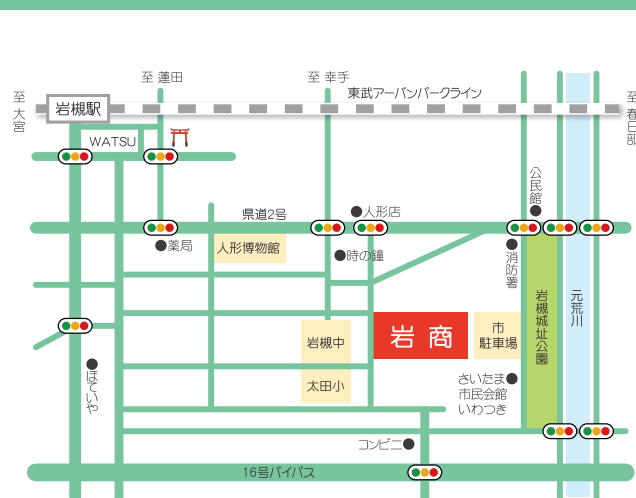 至 蓮田
至 幸手
至 大宮
岩槻駅
東武アーバンパークライン
至 春日部
WATSU
公民館
県道2号
人形店
薬局
人形博物館
時の鐘
消防署
岩槻城址公園
元荒川
岩槻中
岩 商
市
駐車場
太田小
ほていや
さいたま
市民会館
いわつき
コンビニ
16号バイパス